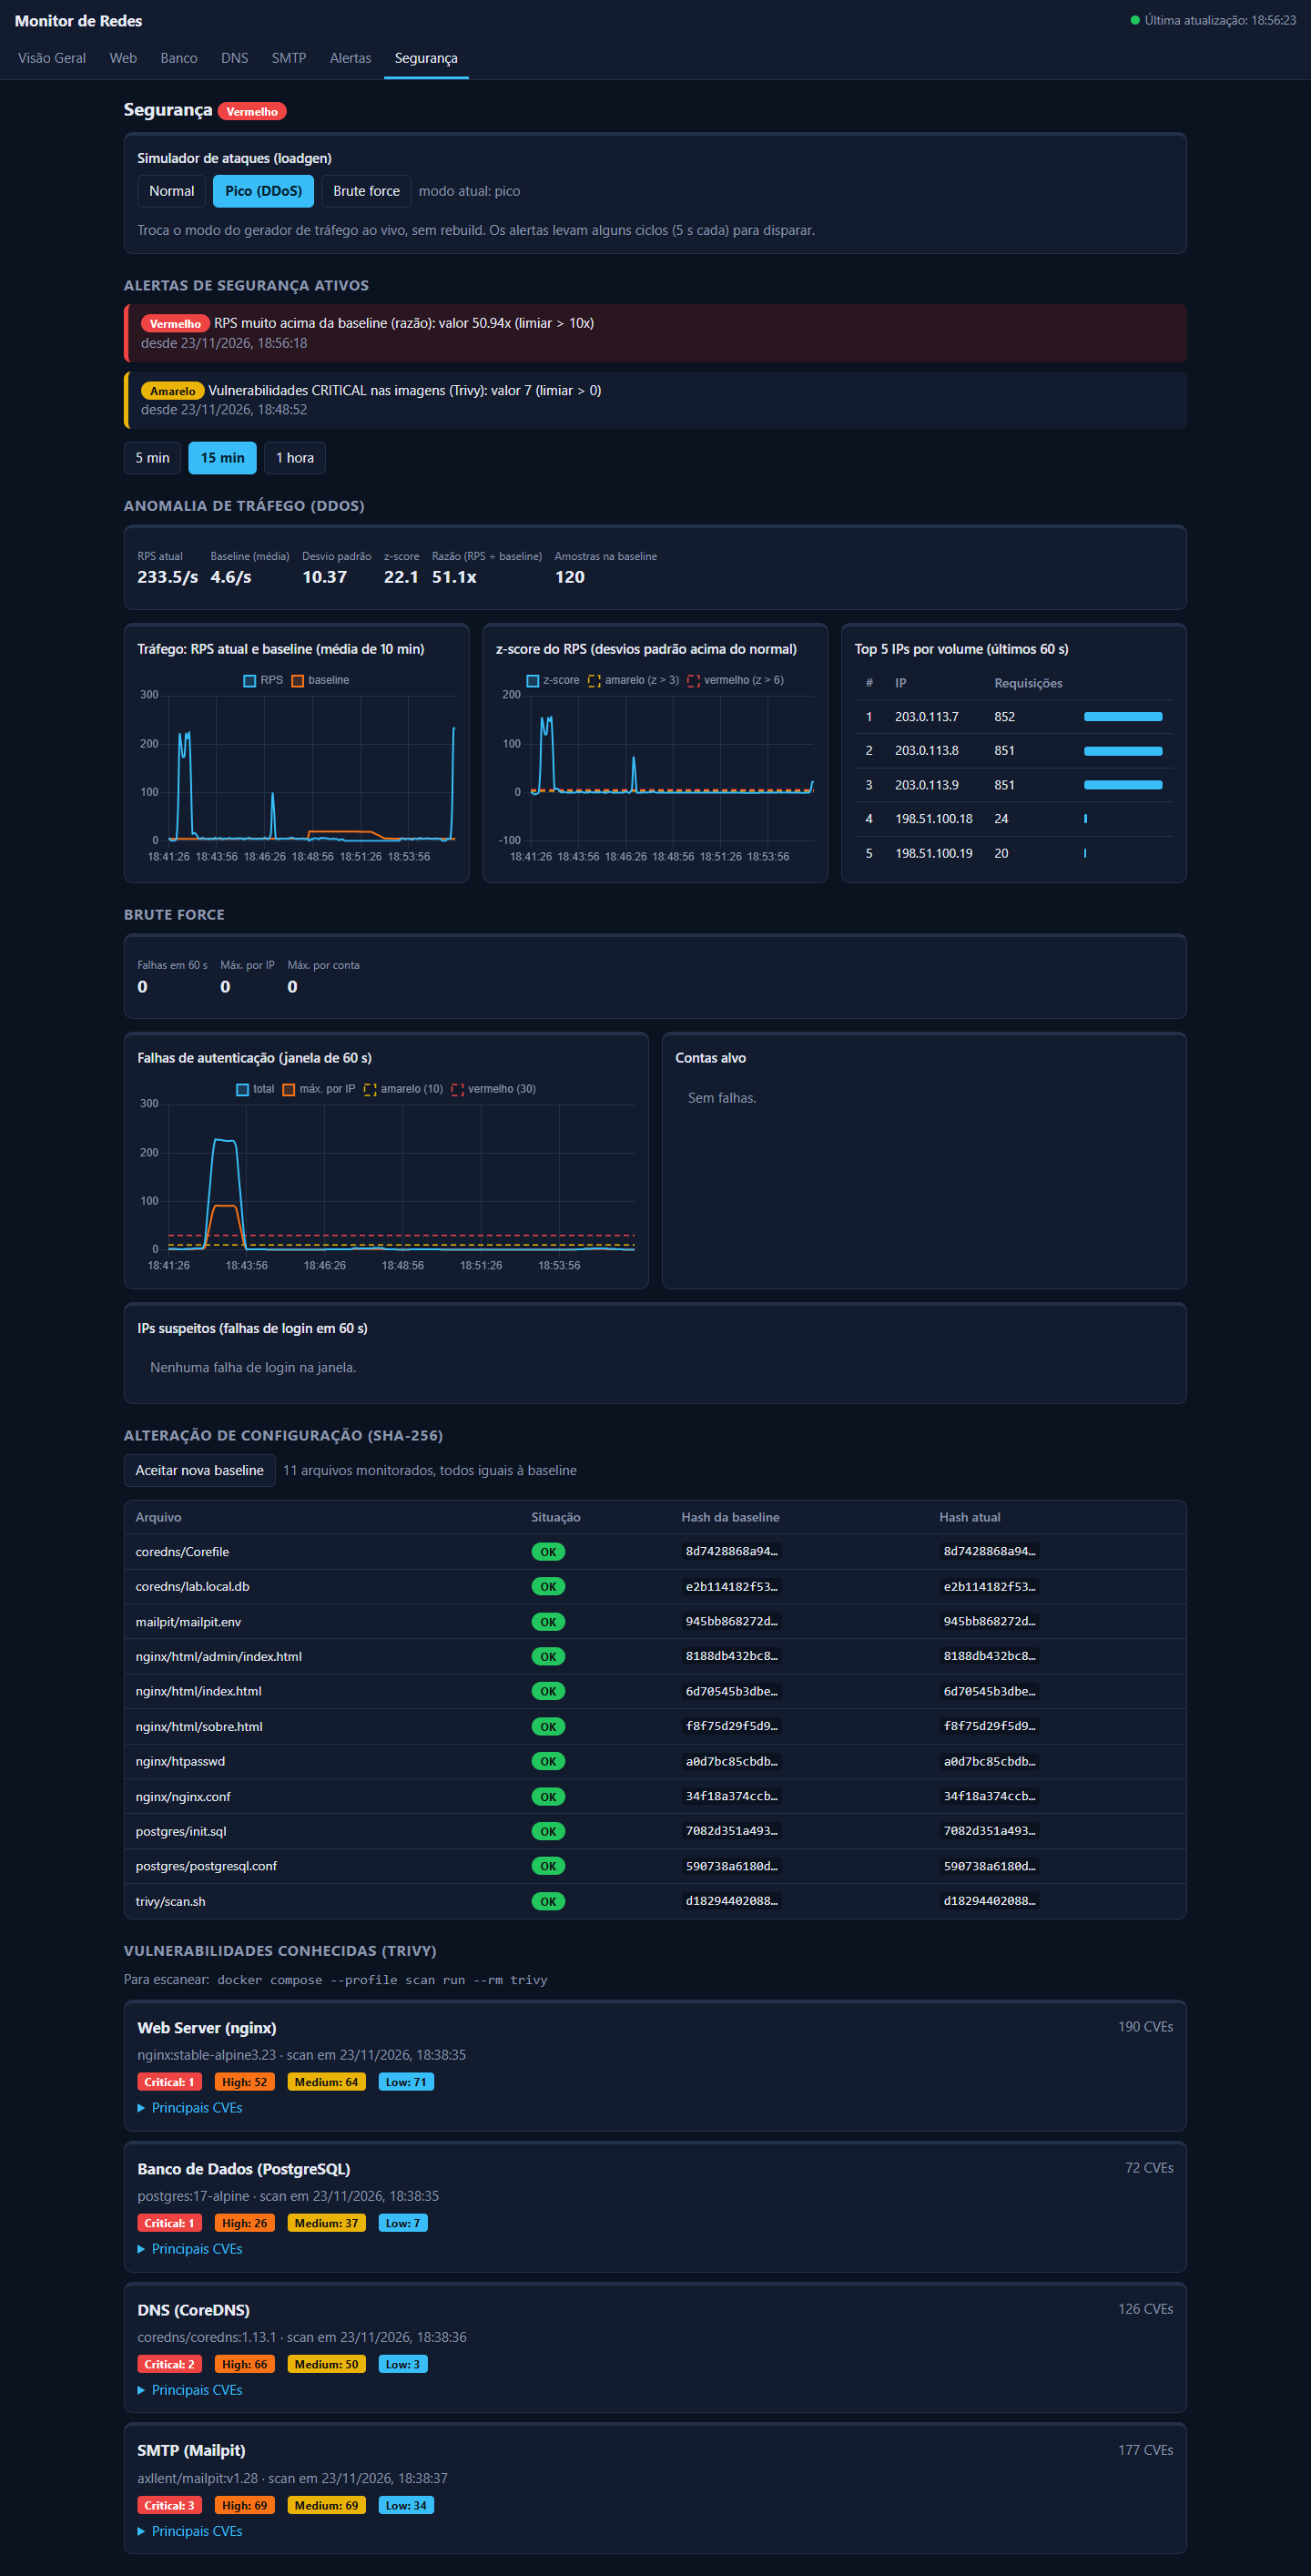 Monitor de Redes
Última atualização: 18:56:23
Visão Geral Web Banco DNS SMTP Alertas Segurança
Segurança Vermelho
Simulador de ataques (loadgen)
Normal Pico (DDoS) Brute force modo atual: pico
Troca o modo do gerador de tráfego ao vivo, sem rebuild. Os alertas levam alguns ciclos (5 s cada) para disparar.
ALERTAS DE SEGURANÇA ATIVOS
Vermelho RPS muito acima da baseline (razão): valor 50.94x (limiar > 10x)
desde 23/11/2026, 18:56:18
Amarelo Vulnerabilidades CRITICAL nas imagens (Trivy): valor 7 (limiar > 0)
desde 23/11/2026, 18:48:52
5 min 15 min 1 hora
ANOMALIA DE TRÁFEGO (DDOS)
RPS atual Baseline (média) Desvio padrão z-score Razão (RPS ÷ baseline) Amostras na baseline
233.5/s 4.6/s 10.37 22.1 51.1x 120
Tráfego: RPS atual e baseline (média de 10 min)
RPS baseline
300
200
100
0
18:41:26 18:43:56 18:46:26 18:48:56 18:51:26 18:53:56
z-score do RPS (desvios padrão acima do normal)
z-score amarelo (z > 3) vermelho (z > 6)
200
100
0
-100
18:41:26 18:43:56 18:46:26 18:48:56 18:51:26 18:53:56
Top 5 IPs por volume (últimos 60 s)
# IP Requisições
1 203.0.113.7 852
2 203.0.113.8 851
3 203.0.113.9 851
4 198.51.100.18 24
5 198.51.100.19 20
BRUTE FORCE
Falhas em 60 s Máx. por IP Máx. por conta
0 0 0
Falhas de autenticação (janela de 60 s)
total máx. por IP amarelo (10) vermelho (30)
300
200
100
0
18:41:26 18:43:56 18:46:26 18:48:56 18:51:26 18:53:56
Contas alvo
Sem falhas.
IPs suspeitos (falhas de login em 60 s)
Nenhuma falha de login na janela.
ALTERAÇÃO DE CONFIGURAÇÃO (SHA-256)
Aceitar nova baseline 11 arquivos monitorados, todos iguais à baseline
Arquivo Situação Hash da baseline Hash atual
coredns/Corefile OK 8d7428868a94… 8d7428868a94…
coredns/lab.local.db OK e2b114182f53… e2b114182f53…
mailpit/mailpit.env OK 945bb868272d… 945bb868272d…
nginx/html/admin/index.html OK 8188db432bc8… 8188db432bc8…
nginx/html/index.html OK 6d70545b3dbe… 6d70545b3dbe…
nginx/html/sobre.html OK f8f75d29f5d9… f8f75d29f5d9…
nginx/htpasswd OK a0d7bc85cbdb… a0d7bc85cbdb…
nginx/nginx.conf OK 34f18a374ccb… 34f18a374ccb…
postgres/init.sql OK 7082d351a493… 7082d351a493…
postgres/postgresql.conf OK 590738a6180d… 590738a6180d…
trivy/scan.sh OK d18294402088… d18294402088…
VULNERABILIDADES CONHECIDAS (TRIVY)
Para escanear: docker compose --profile scan run --rm trivy
Web Server (nginx) 190 CVEs
nginx:stable-alpine3.23 · scan em 23/11/2026, 18:38:35
Critical: 1 High: 52 Medium: 64 Low: 71
Principais CVEs
Banco de Dados (PostgreSQL) 72 CVEs
postgres:17-alpine · scan em 23/11/2026, 18:38:35
Critical: 1 High: 26 Medium: 37 Low: 7
Principais CVEs
DNS (CoreDNS) 126 CVEs
coredns/coredns:1.13.1 · scan em 23/11/2026, 18:38:36
Critical: 2 High: 66 Medium: 50 Low: 3
Principais CVEs
SMTP (Mailpit) 177 CVEs
axllent/mailpit:v1.28 · scan em 23/11/2026, 18:38:37
Critical: 3 High: 69 Medium: 69 Low: 34
Principais CVEs